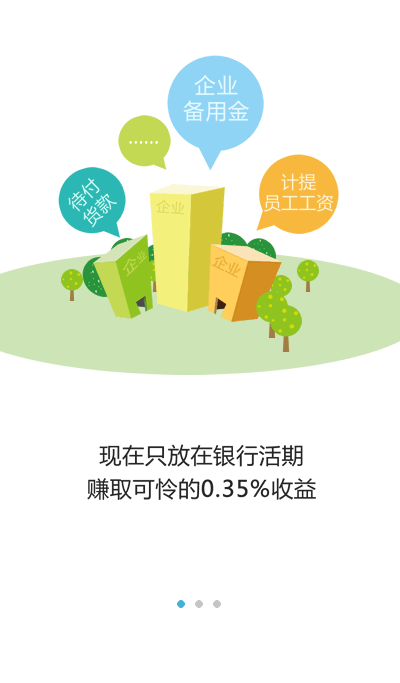 企业
备用金
......
待付
货款
计提
员工工资
企业
企业
企业
现在只放在银行活期
赚取可怜的0.35%收益